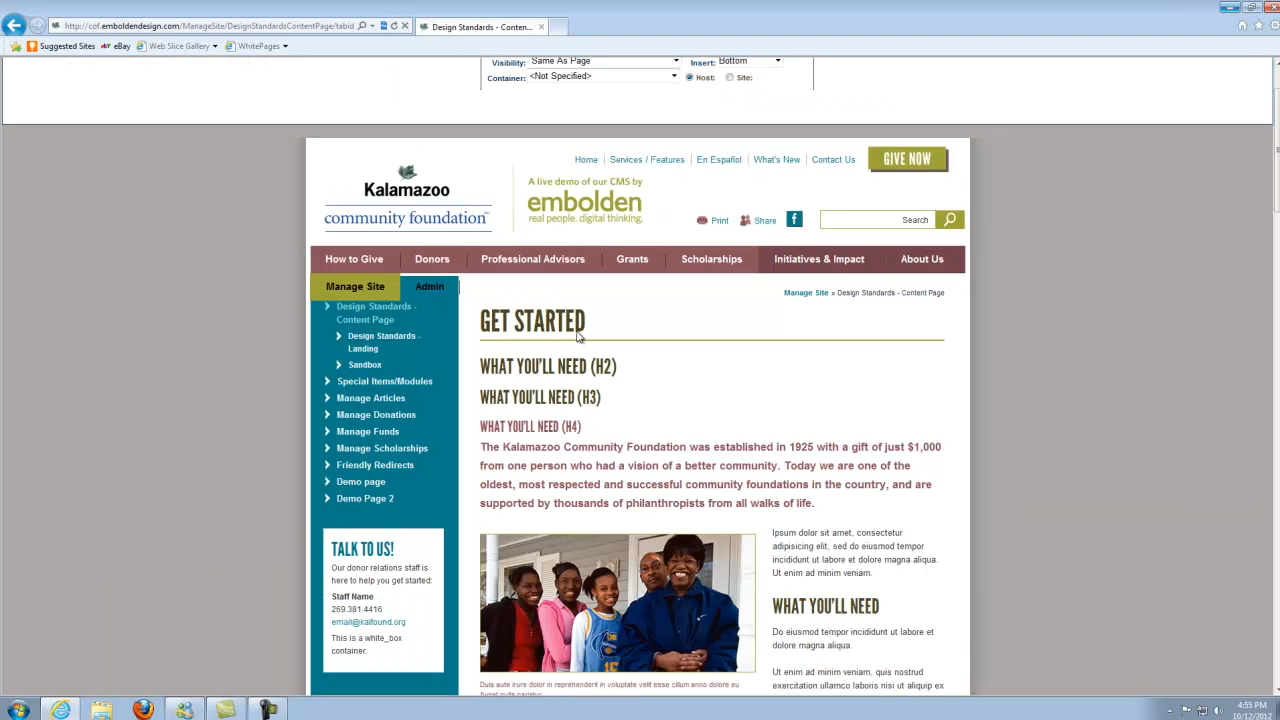 http://cof.emboldendesign.com/ManageSite/DesignStandardsContentPage/tabid
Design Standards - Conten...
Suggested Sites eBay Web Slice Gallery WhitePages
Visibility: Same As Page Insert: Bottom
Container: <Not Specified> Host: Site:
Home Services / Features En Español What's New Contact Us GIVE NOW
Kalamazoo
community foundation
A live demo of our CMS by
embolden
real people. digital thinking.
Print Share f Search
How to Give Donors Professional Advisors Grants Scholarships Initiatives & Impact About Us
Manage Site Admin
Manage Site » Design Standards - Content Page
Design Standards -
Content Page
Design Standards -
Landing
Sandbox
Special Items/Modules
Manage Articles
Manage Donations
Manage Funds
Manage Scholarships
Friendly Redirects
Demo page
Demo Page 2
TALK TO US!
Our donor relations staff is
here to help you get started:
Staff Name
269.381.4416
email@kalfound.org
This is a white_box
container.
GET STARTED
WHAT YOU'LL NEED (H2)
WHAT YOU'LL NEED (H3)
WHAT YOU'LL NEED (H4)
The Kalamazoo Community Foundation was established in 1925 with a gift of just $1,000
from one person who had a vision of a better community. Today we are one of the
oldest, most respected and successful community foundations in the country, and are
supported by thousands of philanthropists from all walks of life.
15
Duis aute irure dolor in reprehenderit in voluptate velit esse cillum anno dolore eu
fugiat nulla pariatur.
Ipsum dolor sit amet, consectetur
adipisicing elit, sed do eiusmod tempor
incididunt ut labore et dolore magna aliqua.
Ut enim ad minim veniam.
WHAT YOU'LL NEED
Do eiusmod tempor incididunt ut labore et
dolore magna aliqua.
Ut enim ad minim veniam, quis nostrud
exercitation ullamco laboris nisi ut aliquip ex
4:55 PM
10/12/2012